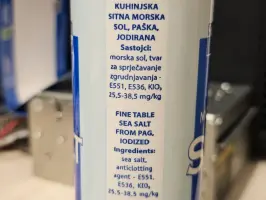 KUHINJSKA
SITNA MORSKA
SOL, PAŠKA,
JODIRANA
Sastojci:
morska sol, tvar
za sprječavanje
zgrudnjavanja -
E551, E536, KIO₃
25,5-38,5 mg/kg
FINE TABLE
SEA SALT
FROM PAG,
IODIZED
Ingredients:
sea salt,
anticlotting
agent - E551,
E536, KIO₃
25,5-38,5 mg/kg